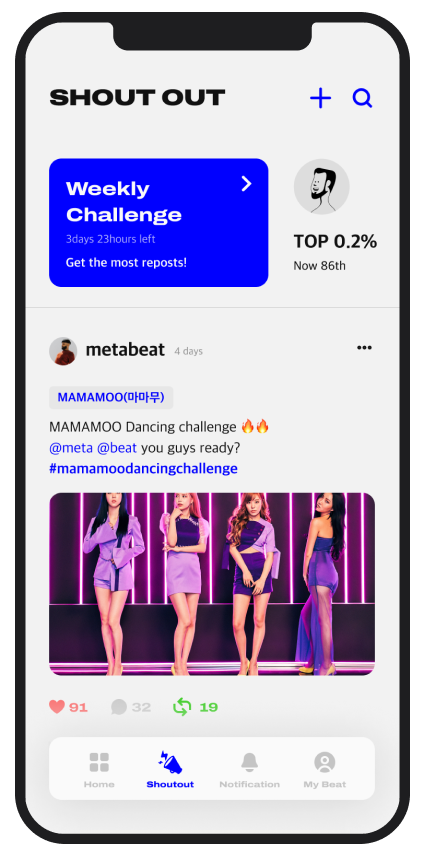 SHOUT OUT
Weekly
Challenge
3days 23hours left
Get the most reposts!
TOP 0.2%
Now 86th
metabeat 4 days
MAMAMOO(마마무)
MAMAMOO Dancing challenge 🔥🔥
@meta @beat you guys ready?
#mamamoodancingchallenge
91 32 19
Home Shoutout Notification My Beat